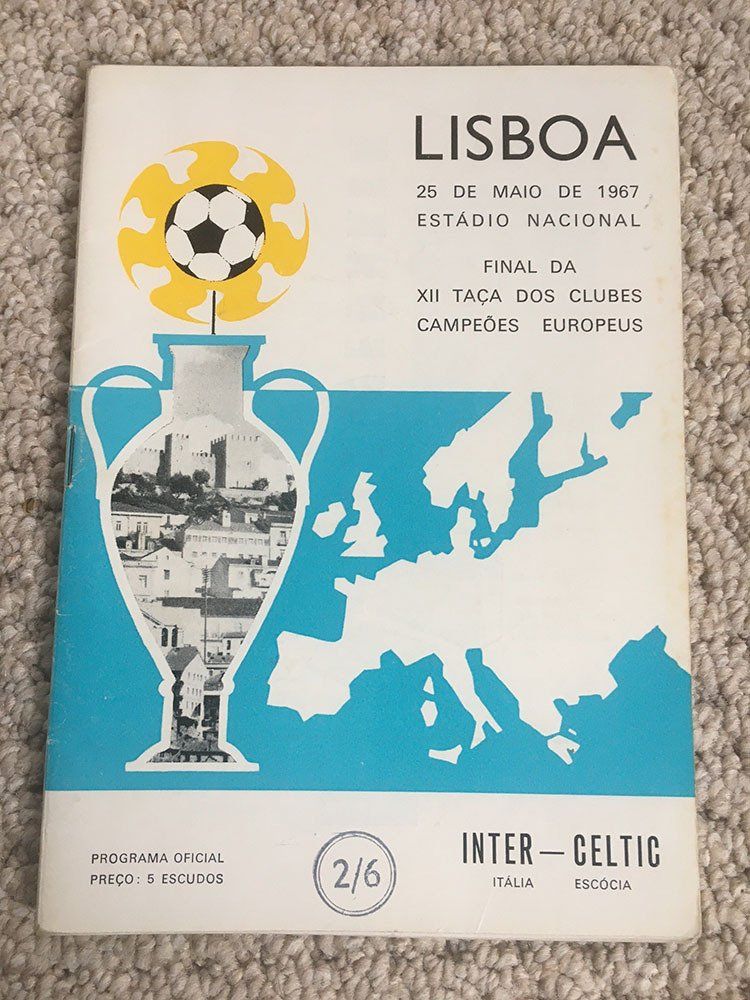 LISBOA
25 DE MAIO DE 1967
ESTÁDIO NACIONAL
FINAL DA
XII TAÇA DOS CLUBES
CAMPEÕES EUROPEUS
PROGRAMA OFICIAL
PREÇO: 5 ESCUDOS
2/6
INTER — CELTIC
ITÁLIA ESCÓCIA